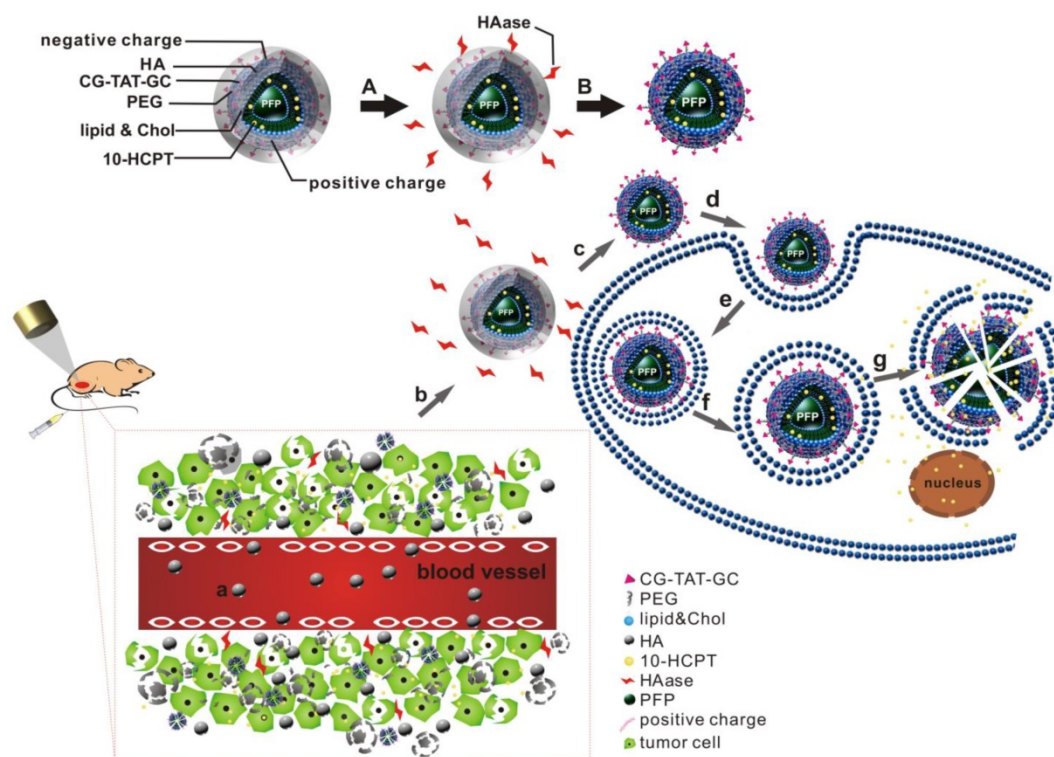 HAase
negative charge
HA
CG-TAT-GC
PEG
lipid & Chol
10-HCPT
positive charge
PFP
A
PFP
B
PFP
c
PFP
d
PFP
PFP
b
e
PFP
f
PFP
g
nucleus
blood vessel
a
CG-TAT-GC
PEG
lipid&Chol
HA
10-HCPT
HAase
PFP
positive charge
tumor cell